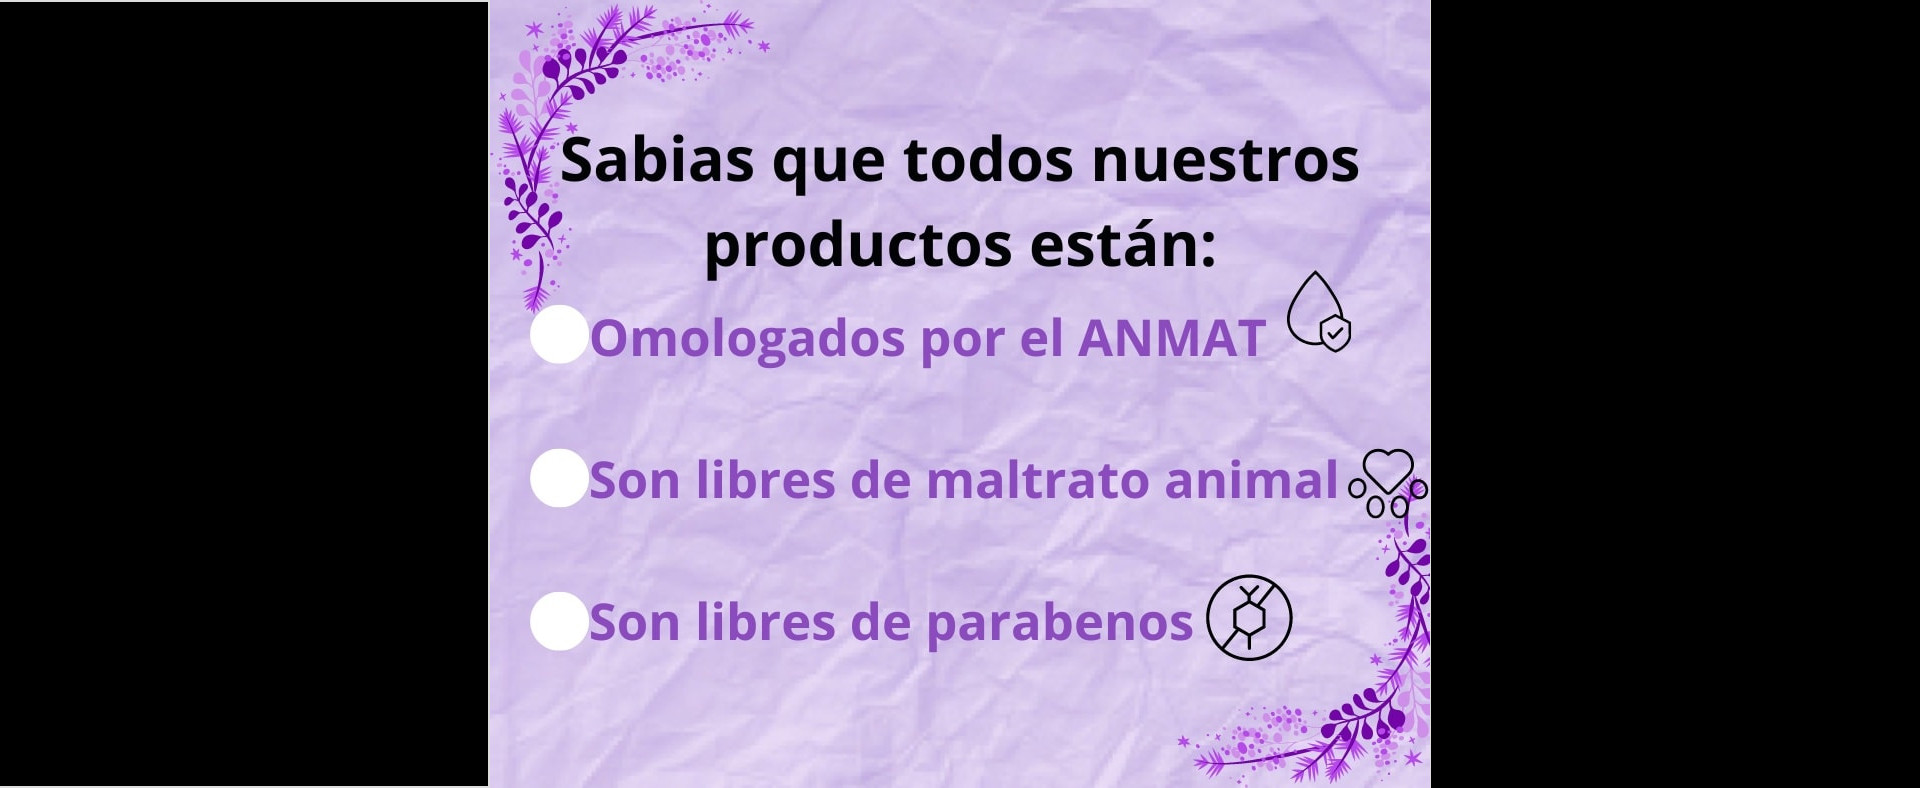 Sabias que todos nuestros
productos están:
Omologados por el ANMAT
Son libres de maltrato animal
Son libres de parabenos